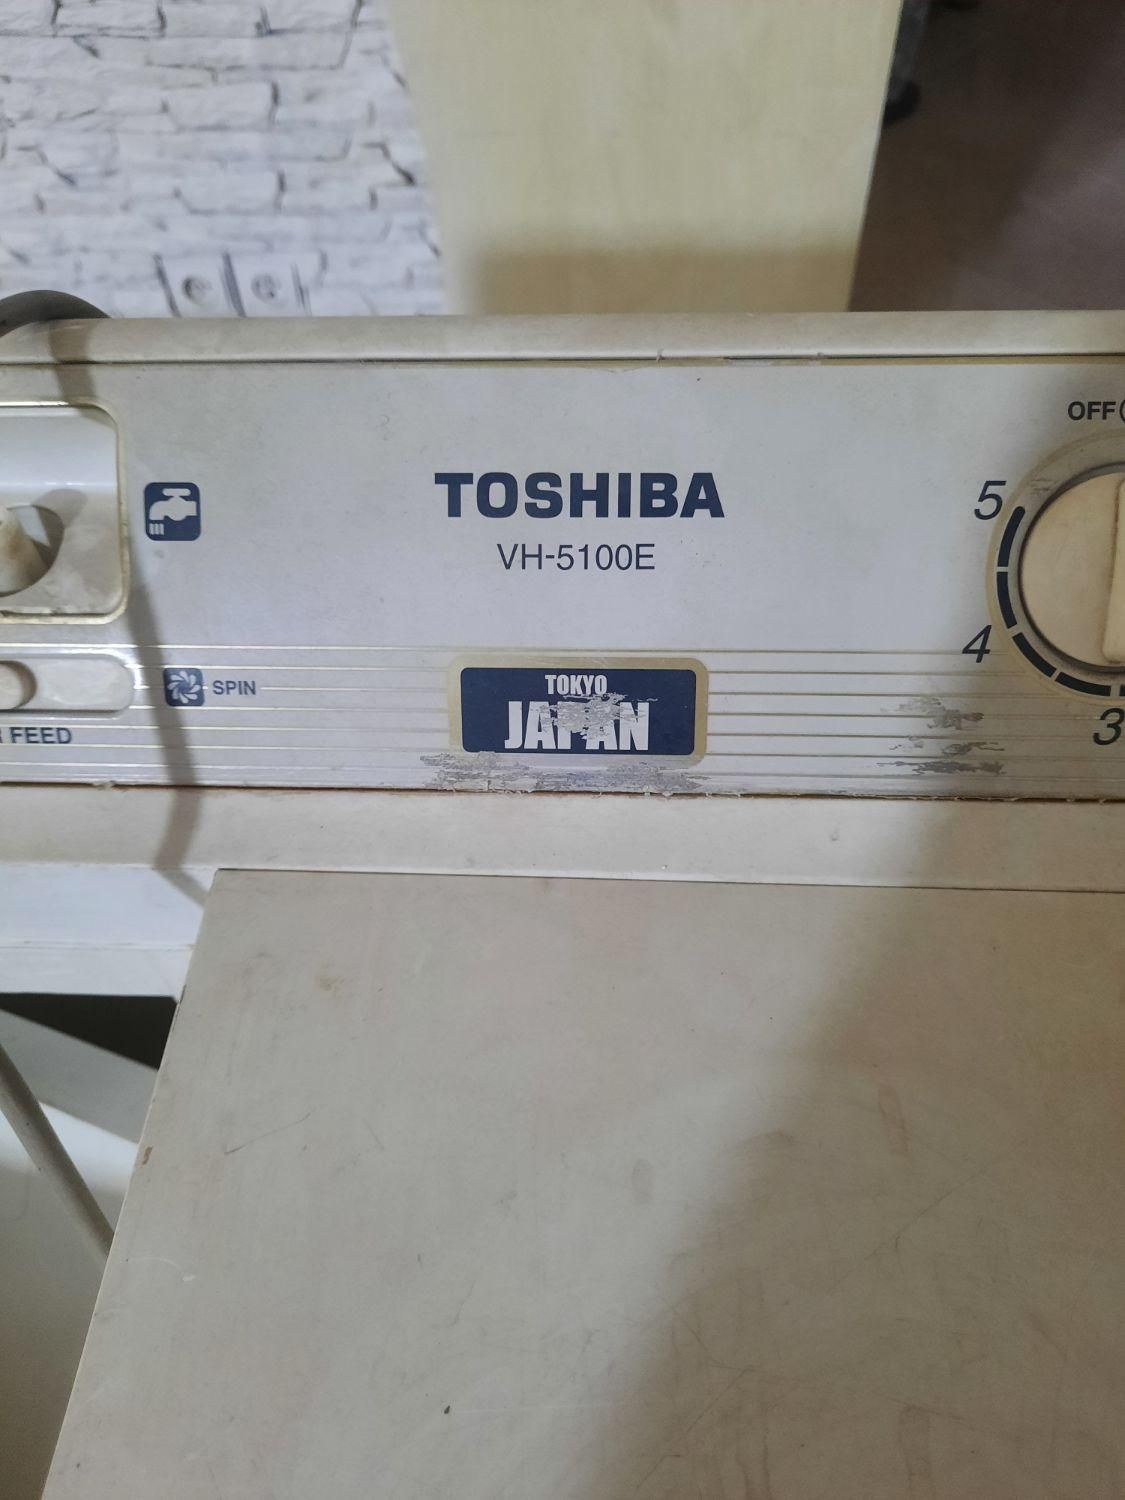 OFF
TOSHIBA
VH-5100E
5
4
3
SPIN
FEED
TOKYO
JAPAN